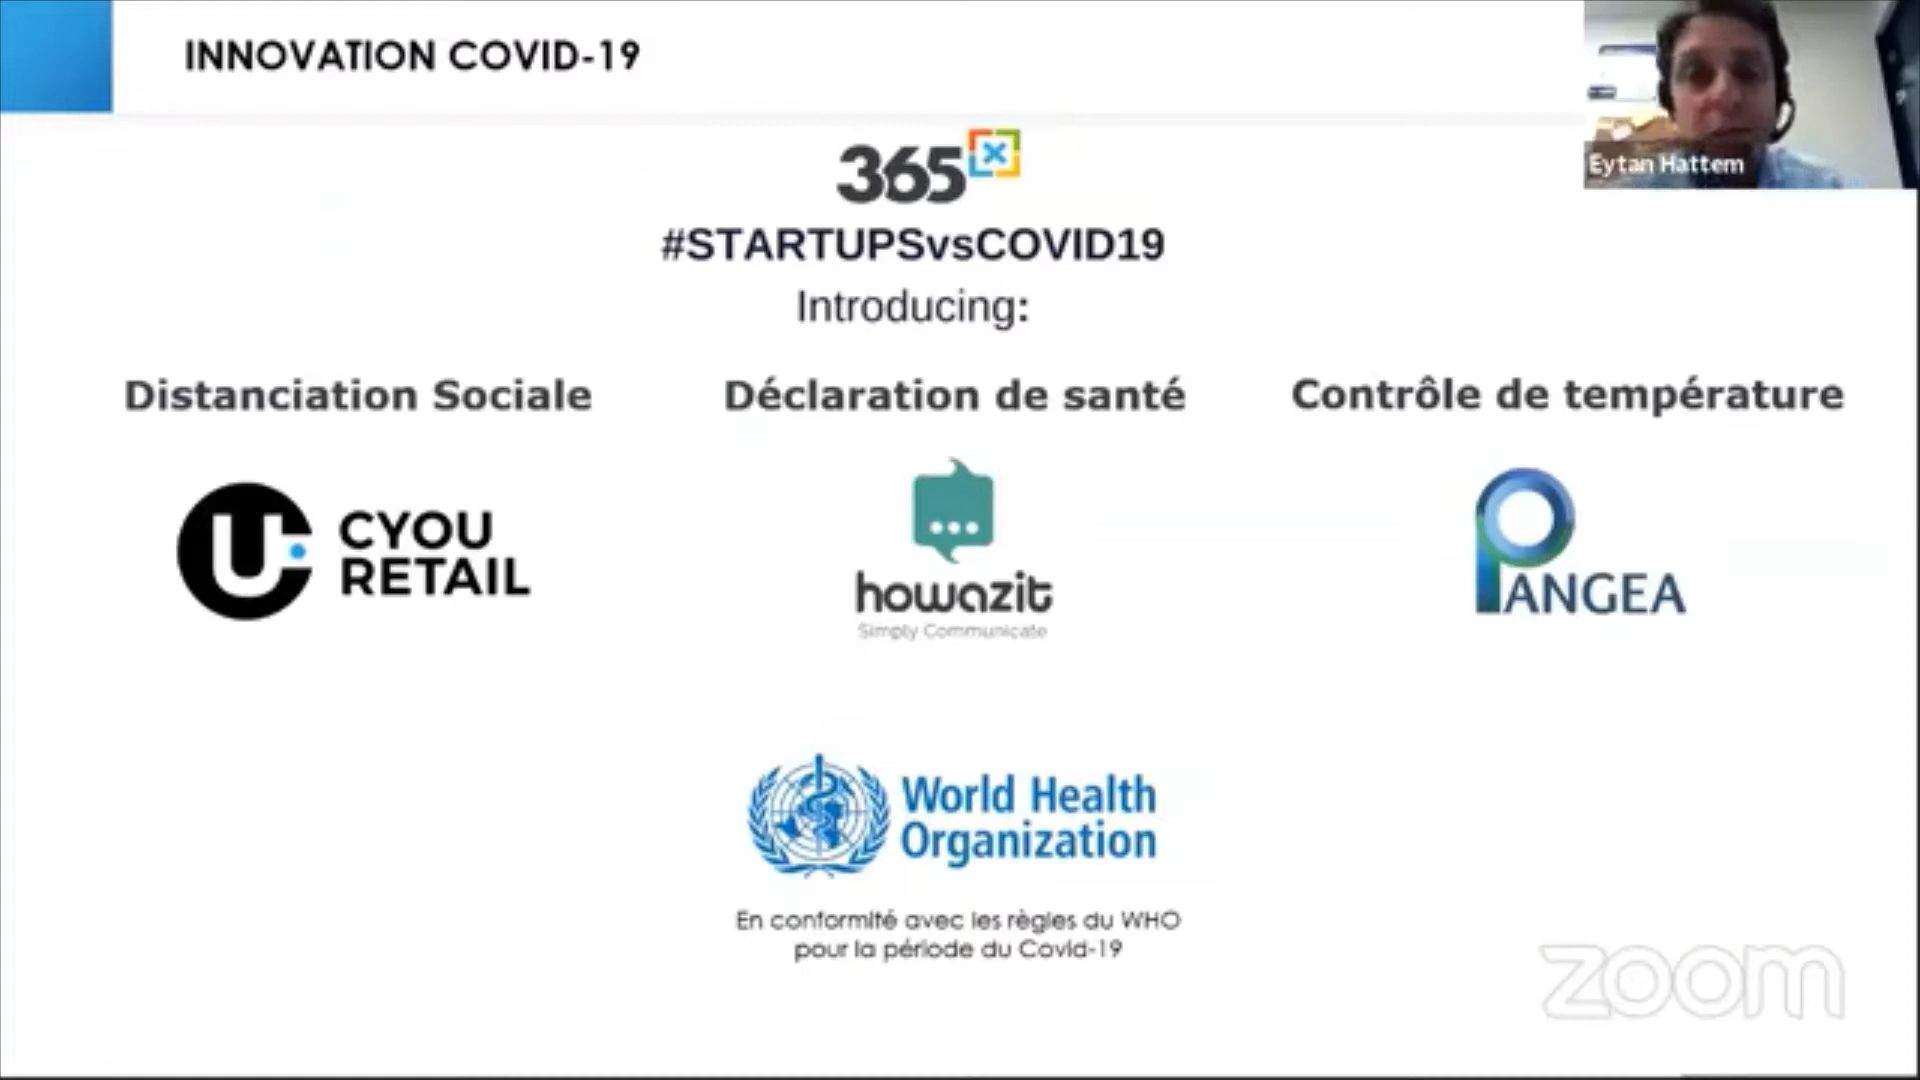 INNOVATION COVID-19
Eytan Hattem
365x
#STARTUPSvsCOVID19
Introducing:
Distanciation Sociale
Déclaration de santé
Contrôle de température
U
CYOU
RETAIL
howazit
Simply Communicate
PANGEA
World Health
Organization
En conformité avec les règles du WHO
pour la période du Covid-19
zoom